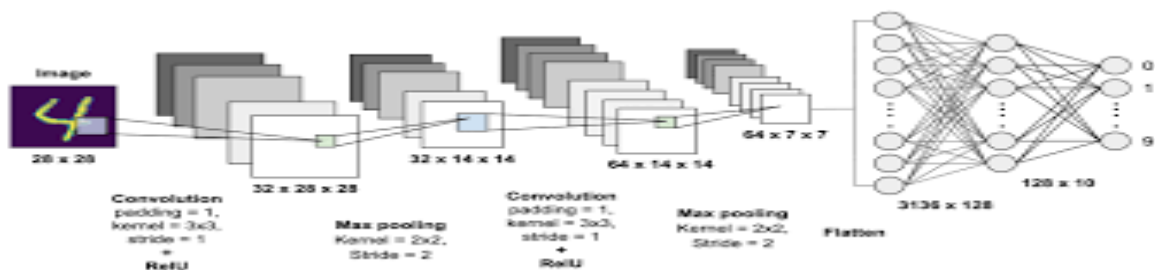 Image
28 x 28
32 x 28 x 28
Convolution
padding = 1,
kernel = 3x3,
stride = 1
+
RelU
32 x 14 x 14
Max pooling
Kernel = 2x2,
Stride = 2
64 x 14 x 14
Convolution
padding = 1,
kernel = 3x3,
stride = 1
+
RelU
64 x 7 x 7
Max pooling
Kernel = 2x2,
Stride = 2
Flatten
3136 x 128
128 x 10
0
1
9